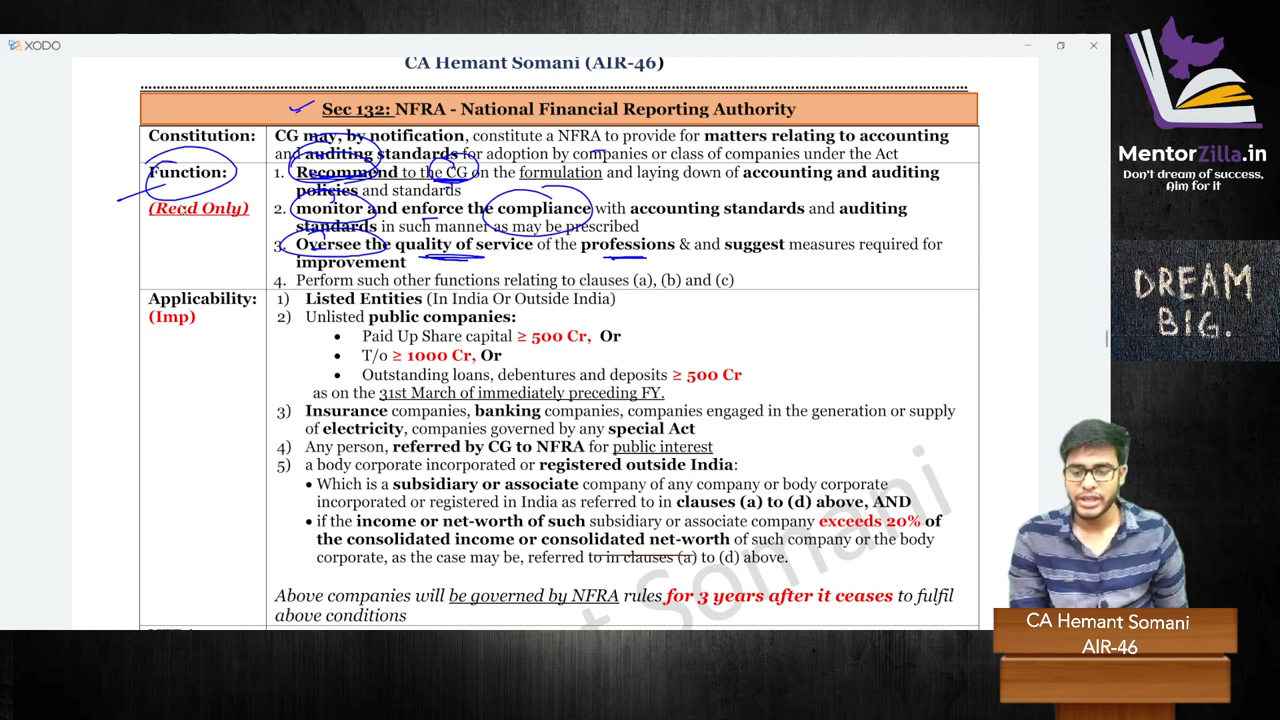 XODO
CA Hemant Somani (AIR-46)
Sec 132: NFRA - National Financial Reporting Authority
Constitution:
CG may, by notification, constitute a NFRA to provide for matters relating to accounting
and auditing standards for adoption by companies or class of companies under the Act
Function:
(Read Only)
1. Recommend to the CG on the formulation and laying down of accounting and auditing
policies and standards
2. monitor and enforce the compliance with accounting standards and auditing
standards in such manner as may be prescribed
3. Oversee the quality of service of the professions & and suggest measures required for
improvement
4. Perform such other functions relating to clauses (a), (b) and (c)
Applicability:
(Imp)
1) Listed Entities (In India Or Outside India)
2) Unlisted public companies:
• Paid Up Share capital ≥ 500 Cr, Or
• T/o ≥ 1000 Cr, Or
• Outstanding loans, debentures and deposits ≥ 500 Cr
as on the 31st March of immediately preceding FY.
3) Insurance companies, banking companies, companies engaged in the generation or supply
of electricity, companies governed by any special Act
4) Any person, referred by CG to NFRA for public interest
5) a body corporate incorporated or registered outside India:
• Which is a subsidiary or associate company of any company or body corporate
incorporated or registered in India as referred to in clauses (a) to (d) above, AND
• if the income or net-worth of such subsidiary or associate company exceeds 20% of
the consolidated income or consolidated net-worth of such company or the body
corporate, as the case may be, referred to in clauses (a) to (d) above.
Above companies will be governed by NFRA rules for 3 years after it ceases to fulfil
above conditions
t Somani
MentorZilla.in
Don't dream of success,
Aim for it
DREAM
BIG.
CA Hemant Somani
AIR-46